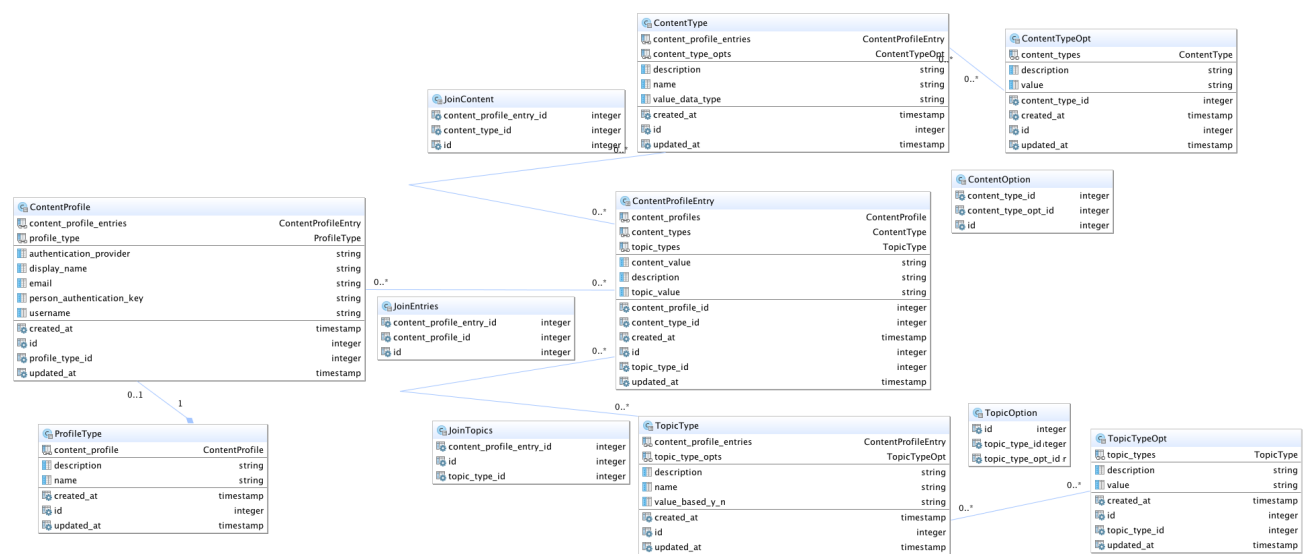 ContentType
content_profile_entries ContentProfileEntry
content_type_opts ContentTypeOpt
description string
name string
value_data_type string
created_at timestamp
id integer
updated_at timestamp
0..*
0..*
ContentTypeOpt
content_types ContentType
description string
value string
content_type_id integer
created_at timestamp
id integer
updated_at timestamp
JoinContent
content_profile_entry_id integer
content_type_id integer
id integer
0..*
0..*
ContentOption
content_type_id integer
content_type_opt_id integer
id integer
ContentProfile
content_profile_entries ContentProfileEntry
profile_type ProfileType
authentication_provider string
display_name string
email string
person_authentication_key string
username string
created_at timestamp
id integer
profile_type_id integer
updated_at timestamp
0..*
0..*
ContentProfileEntry
content_profiles ContentProfile
content_types ContentType
topic_types TopicType
content_value string
description string
topic_value string
content_profile_id integer
content_type_id integer
created_at timestamp
id integer
topic_type_id integer
updated_at timestamp
JoinEntries
content_profile_entry_id integer
content_profile_id integer
id integer
0..*
0..*
0..1
1
ProfileType
content_profile ContentProfile
description string
name string
created_at timestamp
id integer
updated_at timestamp
JoinTopics
content_profile_entry_id integer
id integer
topic_type_id integer
TopicType
content_profile_entries ContentProfileEntry
topic_type_opts TopicTypeOpt
description string
name string
value_based_y_n string
created_at timestamp
id integer
updated_at timestamp
0..*
0..*
TopicOption
id integer
topic_type_id teger
topic_type_opt_id r
TopicTypeOpt
topic_types TopicType
description string
value string
created_at timestamp
id integer
topic_type_id integer
updated_at timestamp